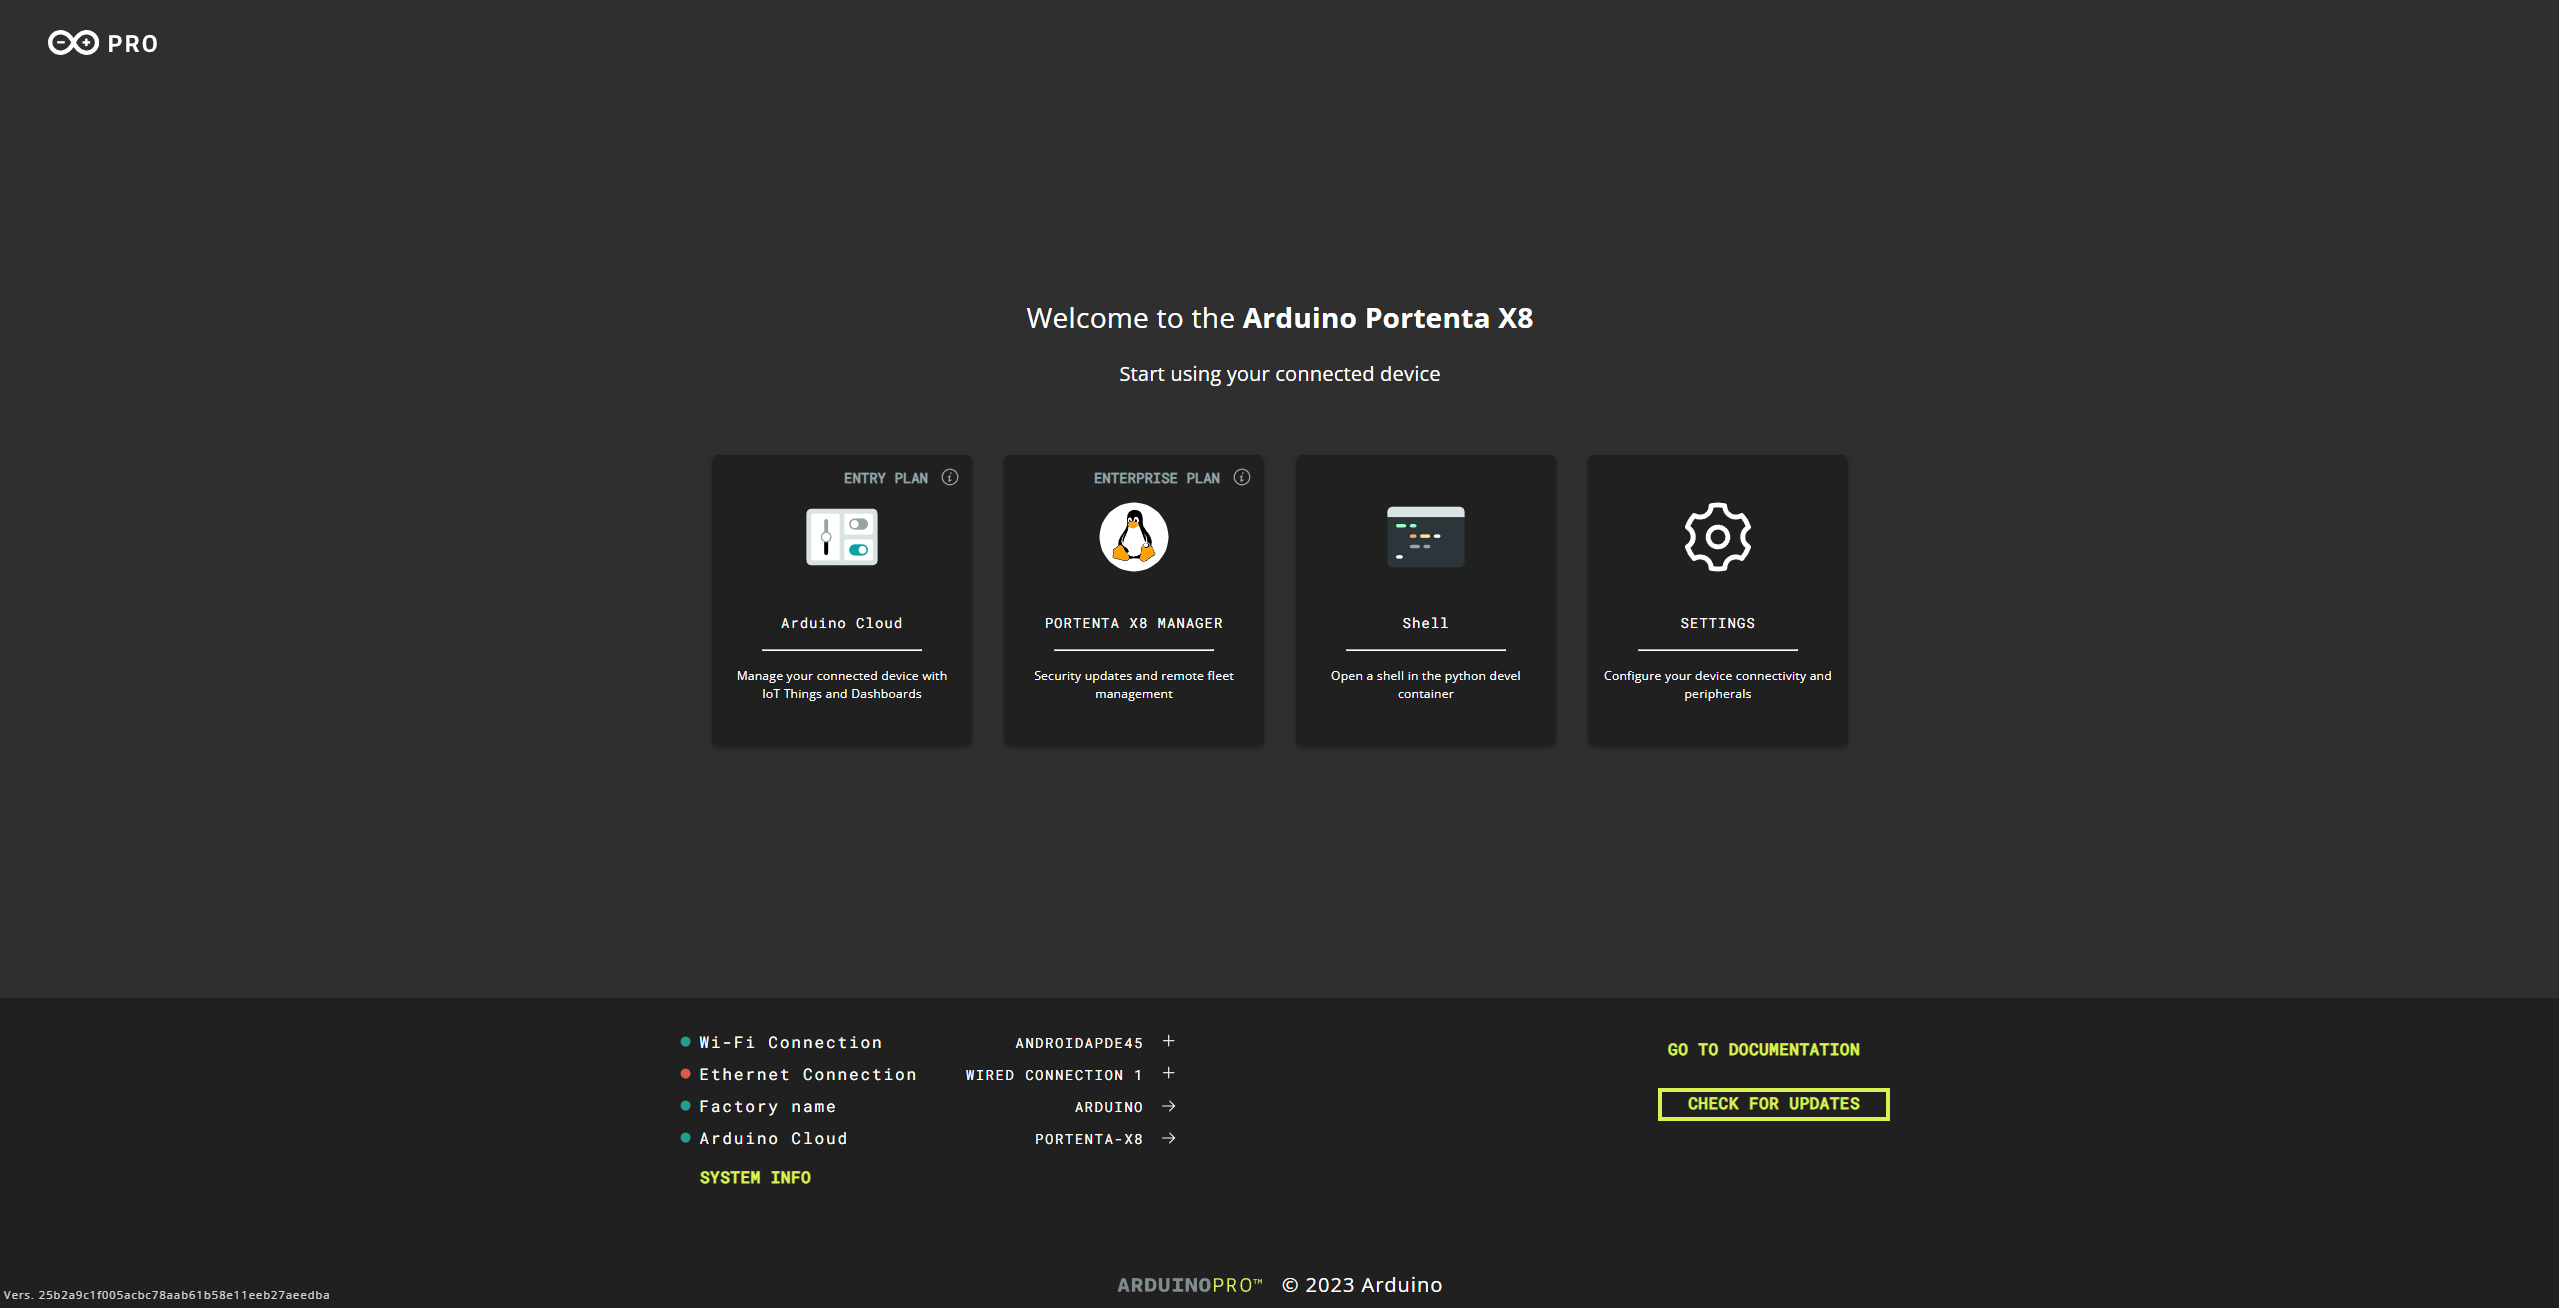 PRO
Welcome to the Arduino Portenta X8
Start using your connected device
ENTRY PLAN
Arduino Cloud
Manage your connected device with
IoT Things and Dashboards
ENTERPRISE PLAN
PORTENTA X8 MANAGER
Security updates and remote fleet
management
Shell
Open a shell in the python devel
container
SETTINGS
Configure your device connectivity and
peripherals
Wi-Fi Connection ANDROIDAPDE45
Ethernet Connection WIRED CONNECTION 1
Factory name ARDUINO
Arduino Cloud PORTENTA-X8
SYSTEM INFO
GO TO DOCUMENTATION
CHECK FOR UPDATES
ARDUINOPRO™ © 2023 Arduino
Vers. 25b2a9c1f005acbc78aab61b58e11eeb27aeedba